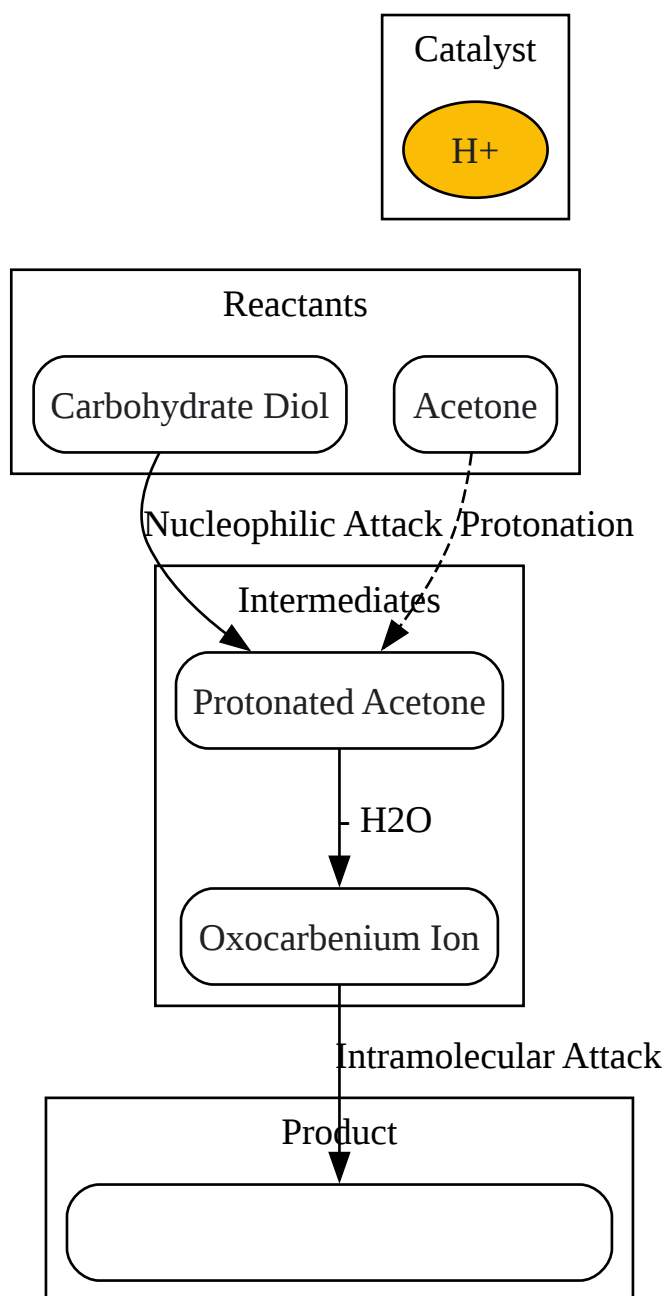 Catalyst
H+
Reactants
Carbohydrate Diol
Acetone
Nucleophilic Attack
Protonation
Intermediates
Protonated Acetone
- H2O
Oxocarbenium Ion
Intramolecular Attack
Product